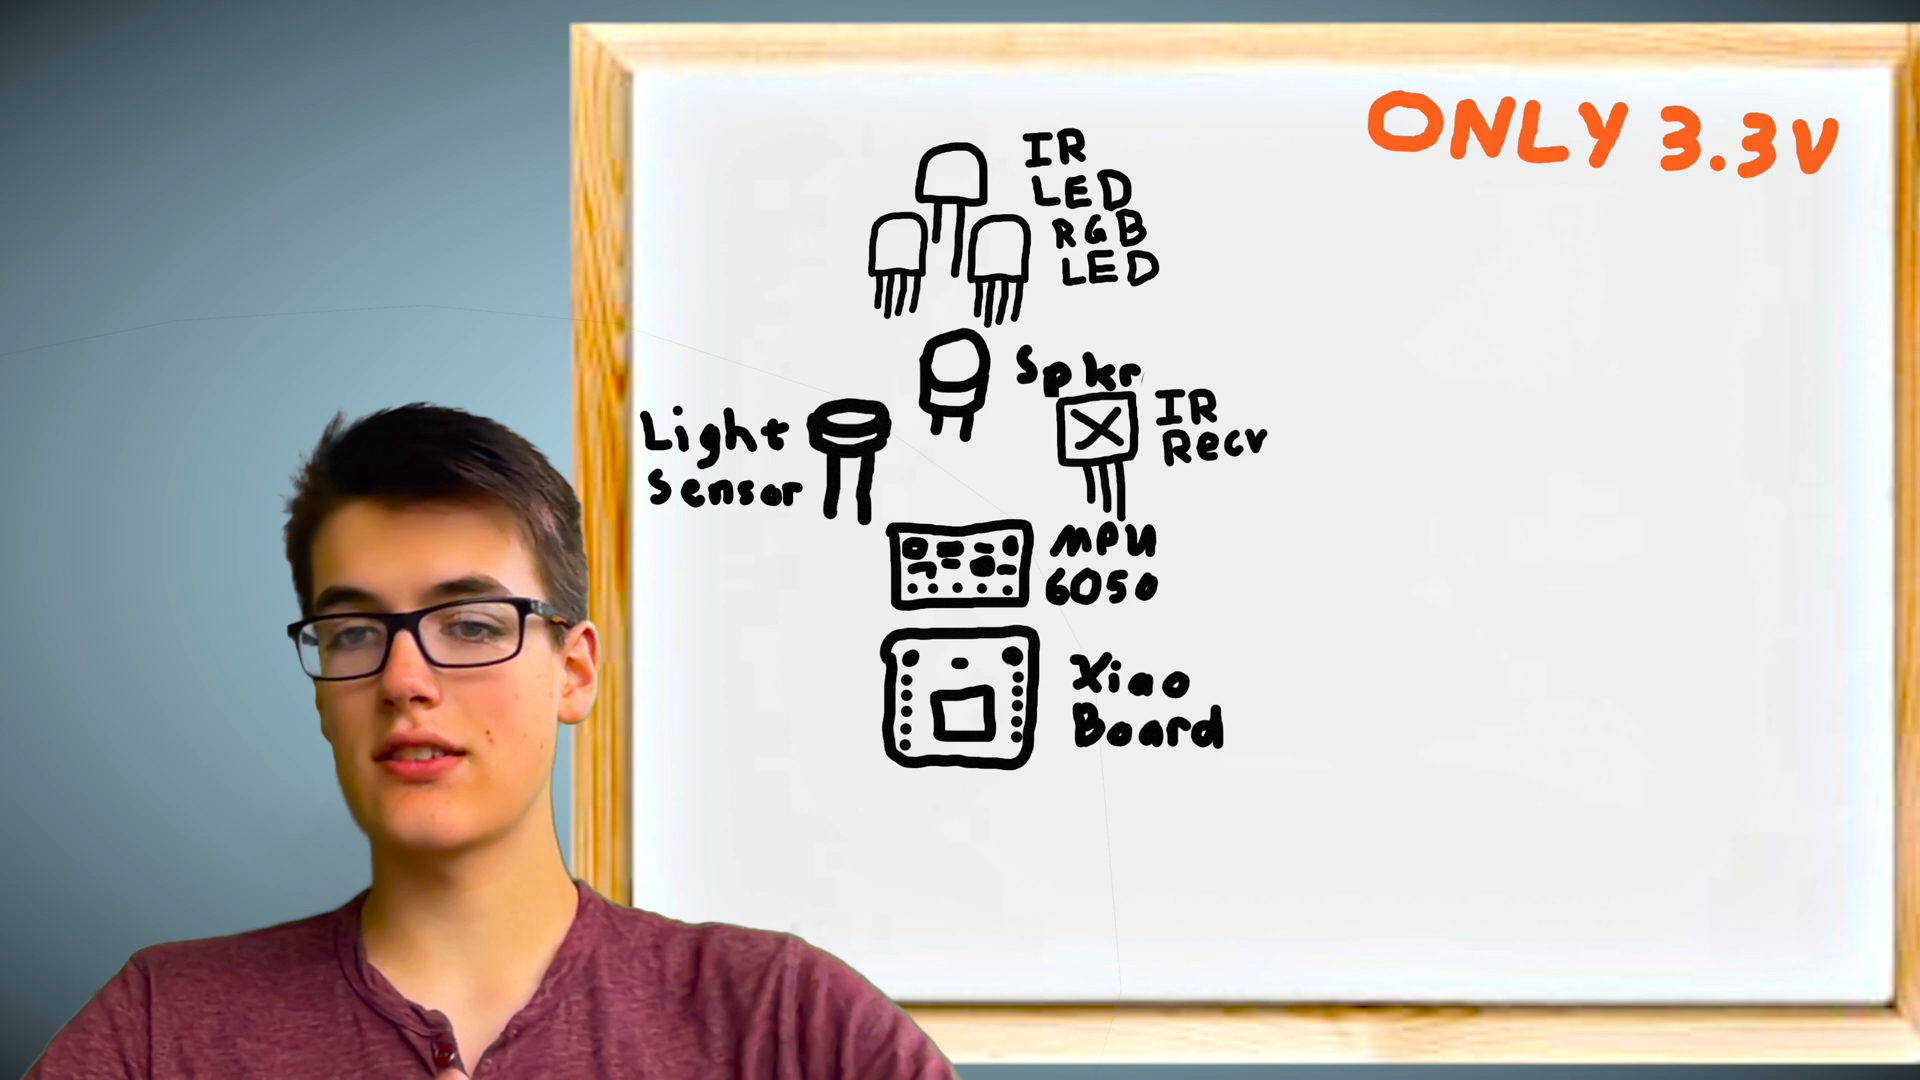 ONLY 3.3V
IR
LED
RGB
LED
Spkr
Light
Sensor
IR
Recv
MPU
6050
Xiao
Board